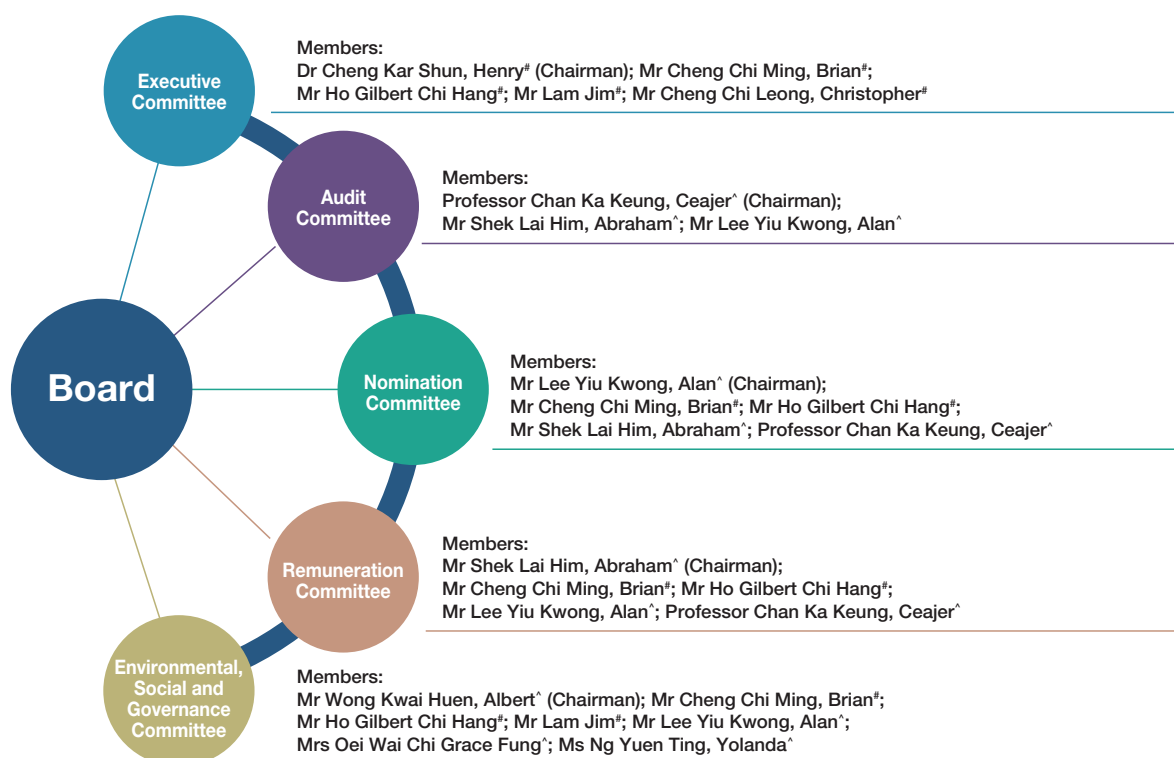 Executive
Committee
Members:
Dr Cheng Kar Shun, Henry# (Chairman); Mr Cheng Chi Ming, Brian#;
Mr Ho Gilbert Chi Hang#; Mr Lam Jim#; Mr Cheng Chi Leong, Christopher#
Audit
Committee
Members:
Professor Chan Ka Keung, Ceajer^ (Chairman);
Mr Shek Lai Him, Abraham^; Mr Lee Yiu Kwong, Alan^
Board
Nomination
Committee
Members:
Mr Lee Yiu Kwong, Alan^ (Chairman);
Mr Cheng Chi Ming, Brian#; Mr Ho Gilbert Chi Hang#;
Mr Shek Lai Him, Abraham^; Professor Chan Ka Keung, Ceajer^
Remuneration
Committee
Members:
Mr Shek Lai Him, Abraham^ (Chairman);
Mr Cheng Chi Ming, Brian#; Mr Ho Gilbert Chi Hang#;
Mr Lee Yiu Kwong, Alan^; Professor Chan Ka Keung, Ceajer^
Environmental,
Social and
Governance
Committee
Members:
Mr Wong Kwai Huen, Albert^ (Chairman); Mr Cheng Chi Ming, Brian#;
Mr Ho Gilbert Chi Hang#; Mr Lam Jim#; Mr Lee Yiu Kwong, Alan^;
Mrs Oei Wai Chi Grace Fung^; Ms Ng Yuen Ting, Yolanda^